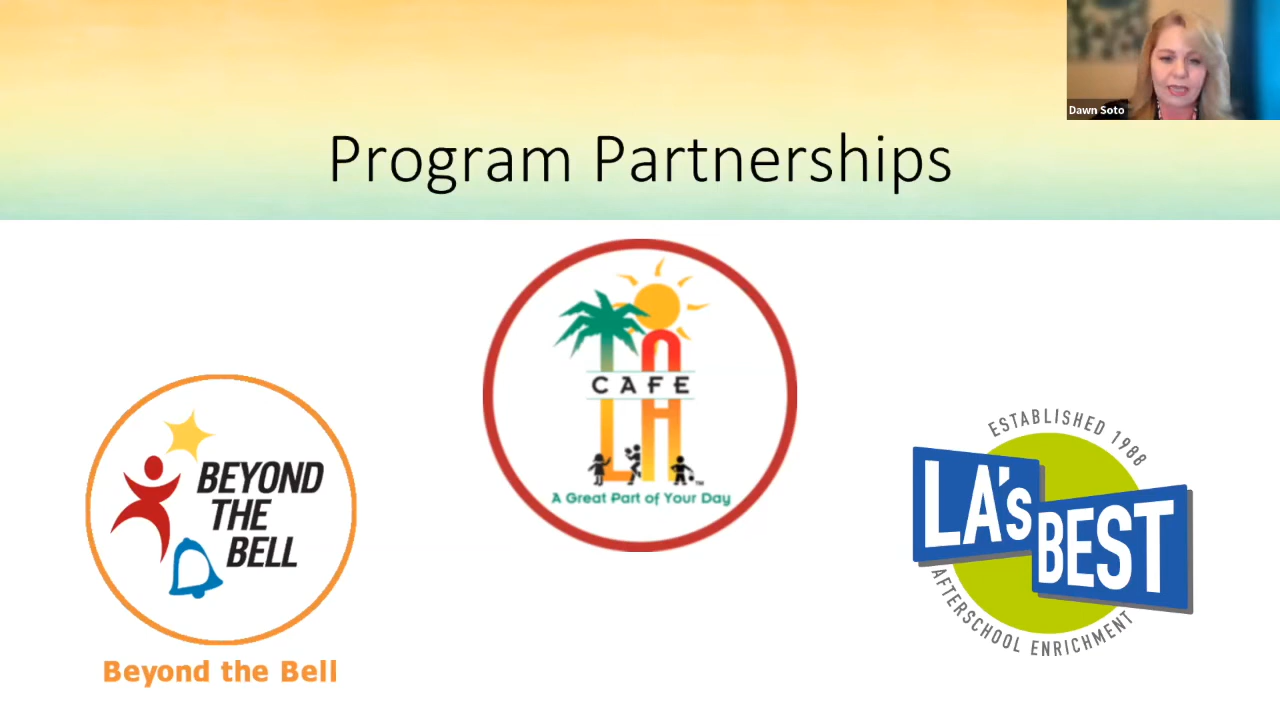 Dawn Soto
Program Partnerships
CAFE
LA
™
A Great Part of Your Day
BEYOND
THE
BELL
Beyond the Bell
ESTABLISHED 1988
LA's
BEST
AFTERSCHOOL ENRICHMENT